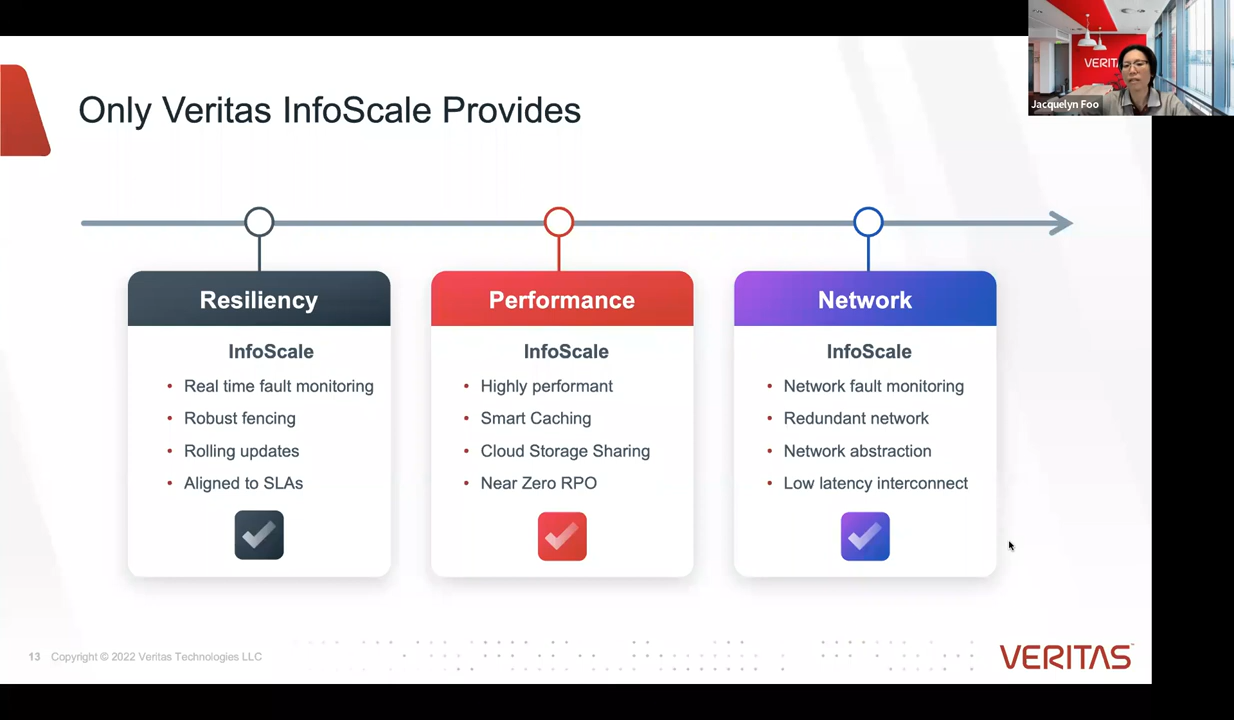 VERITAS
Jacquelyn Foo
Only Veritas InfoScale Provides
Resiliency
InfoScale
• Real time fault monitoring
• Robust fencing
• Rolling updates
• Aligned to SLAs
Performance
InfoScale
• Highly performant
• Smart Caching
• Cloud Storage Sharing
• Near Zero RPO
Network
InfoScale
• Network fault monitoring
• Redundant network
• Network abstraction
• Low latency interconnect
13 Copyright © 2022 Veritas Technologies LLC
VERITAS™